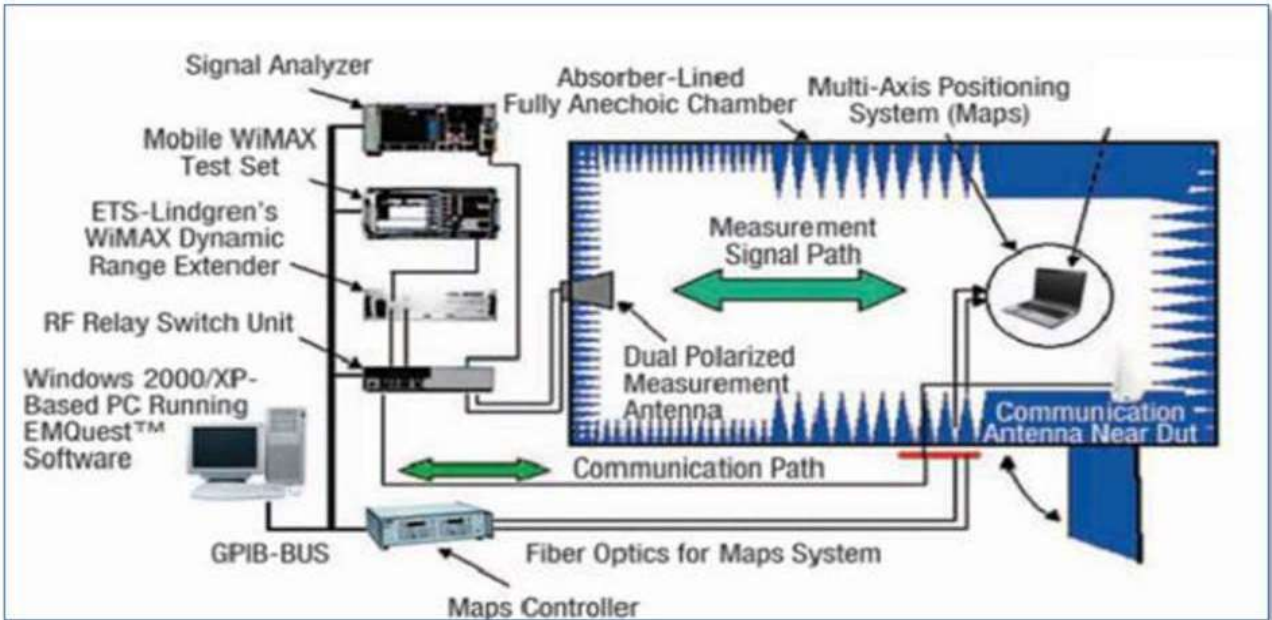 Signal Analyzer
Mobile WiMAX
Test Set
ETS-Lindgren's
WiMAX Dynamic
Range Extender
RF Relay Switch Unit
Windows 2000/XP-
Based PC Running
EMQuest™
Software
GPIB-BUS
Maps Controller
Fiber Optics for Maps System
Communication Path
Absorber-Lined
Fully Anechoic Chamber
Multi-Axis Positioning
System (Maps)
Measurement
Signal Path
Dual Polarized
Measurement
Antenna
Communication
Antenna Near Dut